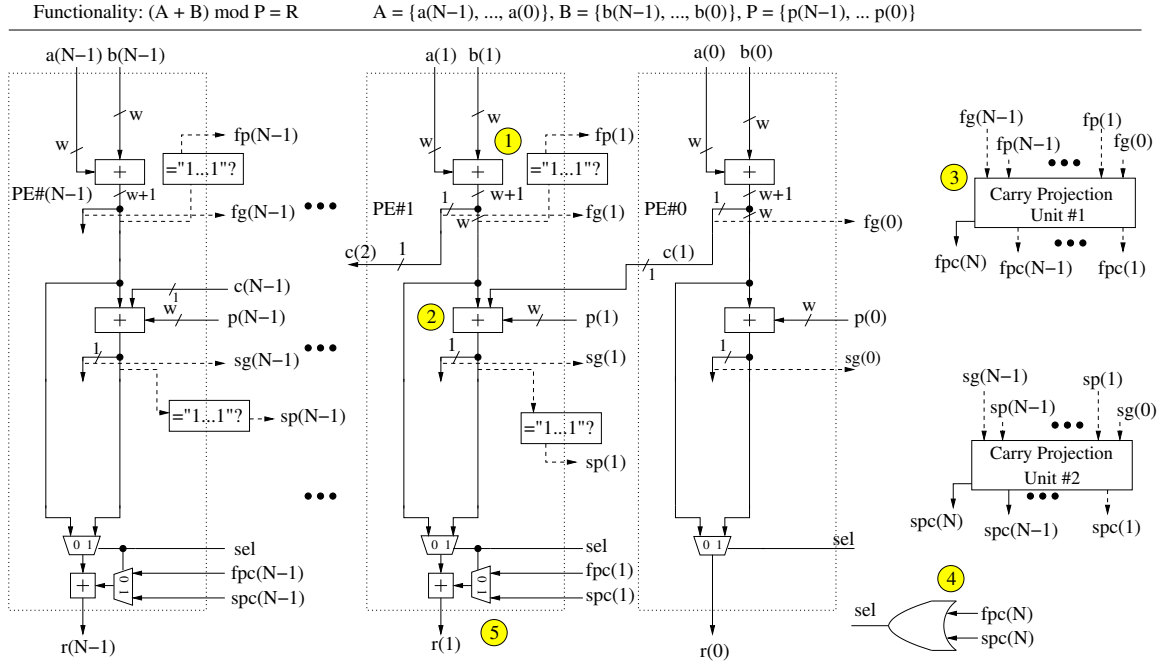 Functionality: (A + B) mod P = R
A = {a(N−1), ..., a(0)}, B = {b(N−1), ..., b(0)}, P = {p(N−1), ... p(0)}
a(N−1) b(N−1)
a(1) b(1)
a(0) b(0)
w
w
+
="1...1"?
fp(N−1)
PE#(N−1)
w+1
fg(N−1)
c(N−1)
1
p(N−1)
w
+
1
sg(N−1)
="1...1"?
sp(N−1)
0 1
sel
+
0
1
fpc(N−1)
spc(N−1)
r(N−1)
w
w
1
+
="1...1"?
fp(1)
PE#1
1
w+1
w
fg(1)
c(2)
1
2
+
w
p(1)
1
sg(1)
="1...1"?
sp(1)
0 1
sel
+
0
1
fpc(1)
spc(1)
r(1)
5
w
w
+
PE#0
1
w+1
w
fg(0)
c(1)
1
+
w
p(0)
1
sg(0)
0 1
sel
r(0)
fg(N−1)
fp(N−1)
fp(1)
fg(0)
3
Carry Projection
Unit #1
fpc(N)
fpc(N−1)
fpc(1)
sg(N−1)
sp(N−1)
sp(1)
sg(0)
Carry Projection
Unit #2
spc(N)
spc(N−1)
spc(1)
4
sel
fpc(N)
spc(N)